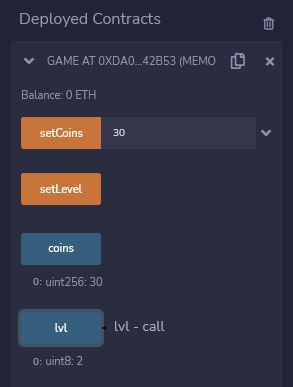 Deployed Contracts
GAME AT 0XDA0...42B53 (MEMO
Balance: 0 ETH
setCoins 30
setLevel
coins
0: uint256: 30
lvl lvl - call
0: uint8: 2